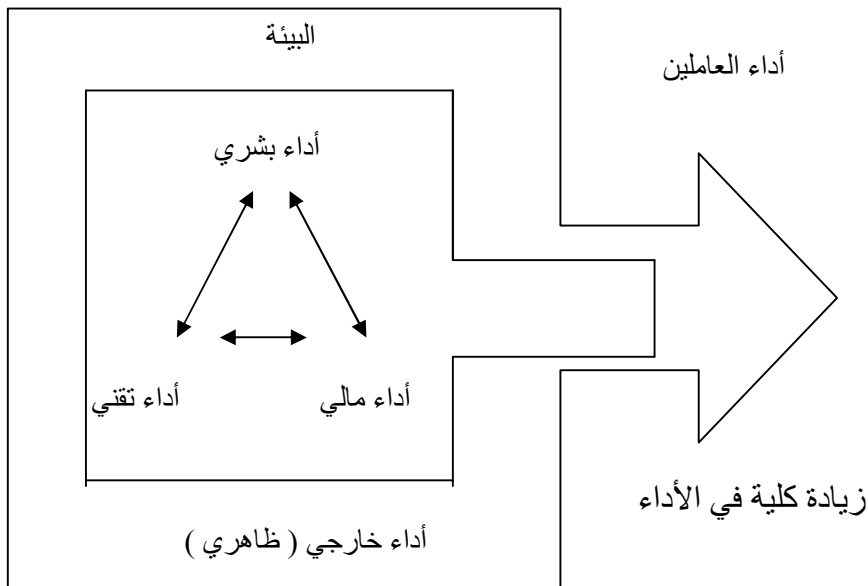 البيئة
أداء العاملين
أداء بشري
أداء مالي
أداء تقني
زيادة كلية في الأداء
أداء خارجي ( ظاهري )